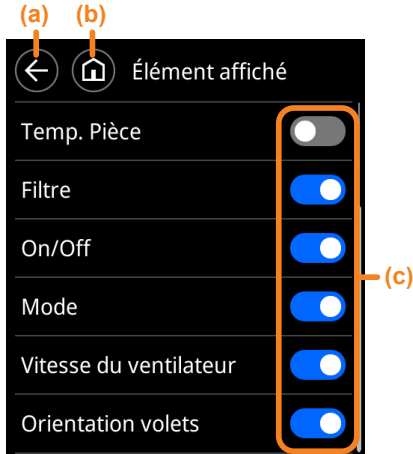 (a) (b)
Élément affiché
Temp. Pièce
Filtre
On/Off
(c)
Mode
Vitesse du ventilateur
Orientation volets